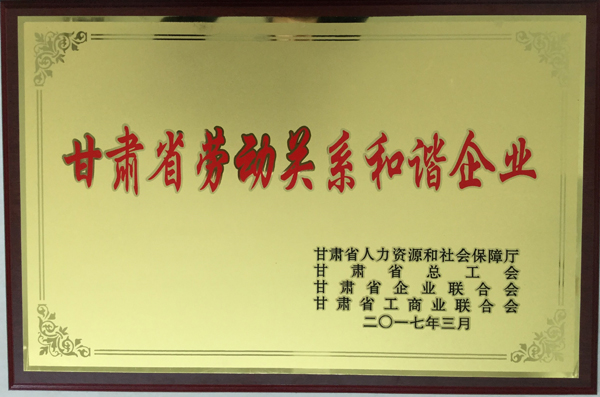 甘肃省劳动关系和谐企业
甘肃省人力资源和社会保障厅
甘肃省总工会
甘肃省企业联合会
甘肃省工商业联合会
二〇一七年三月